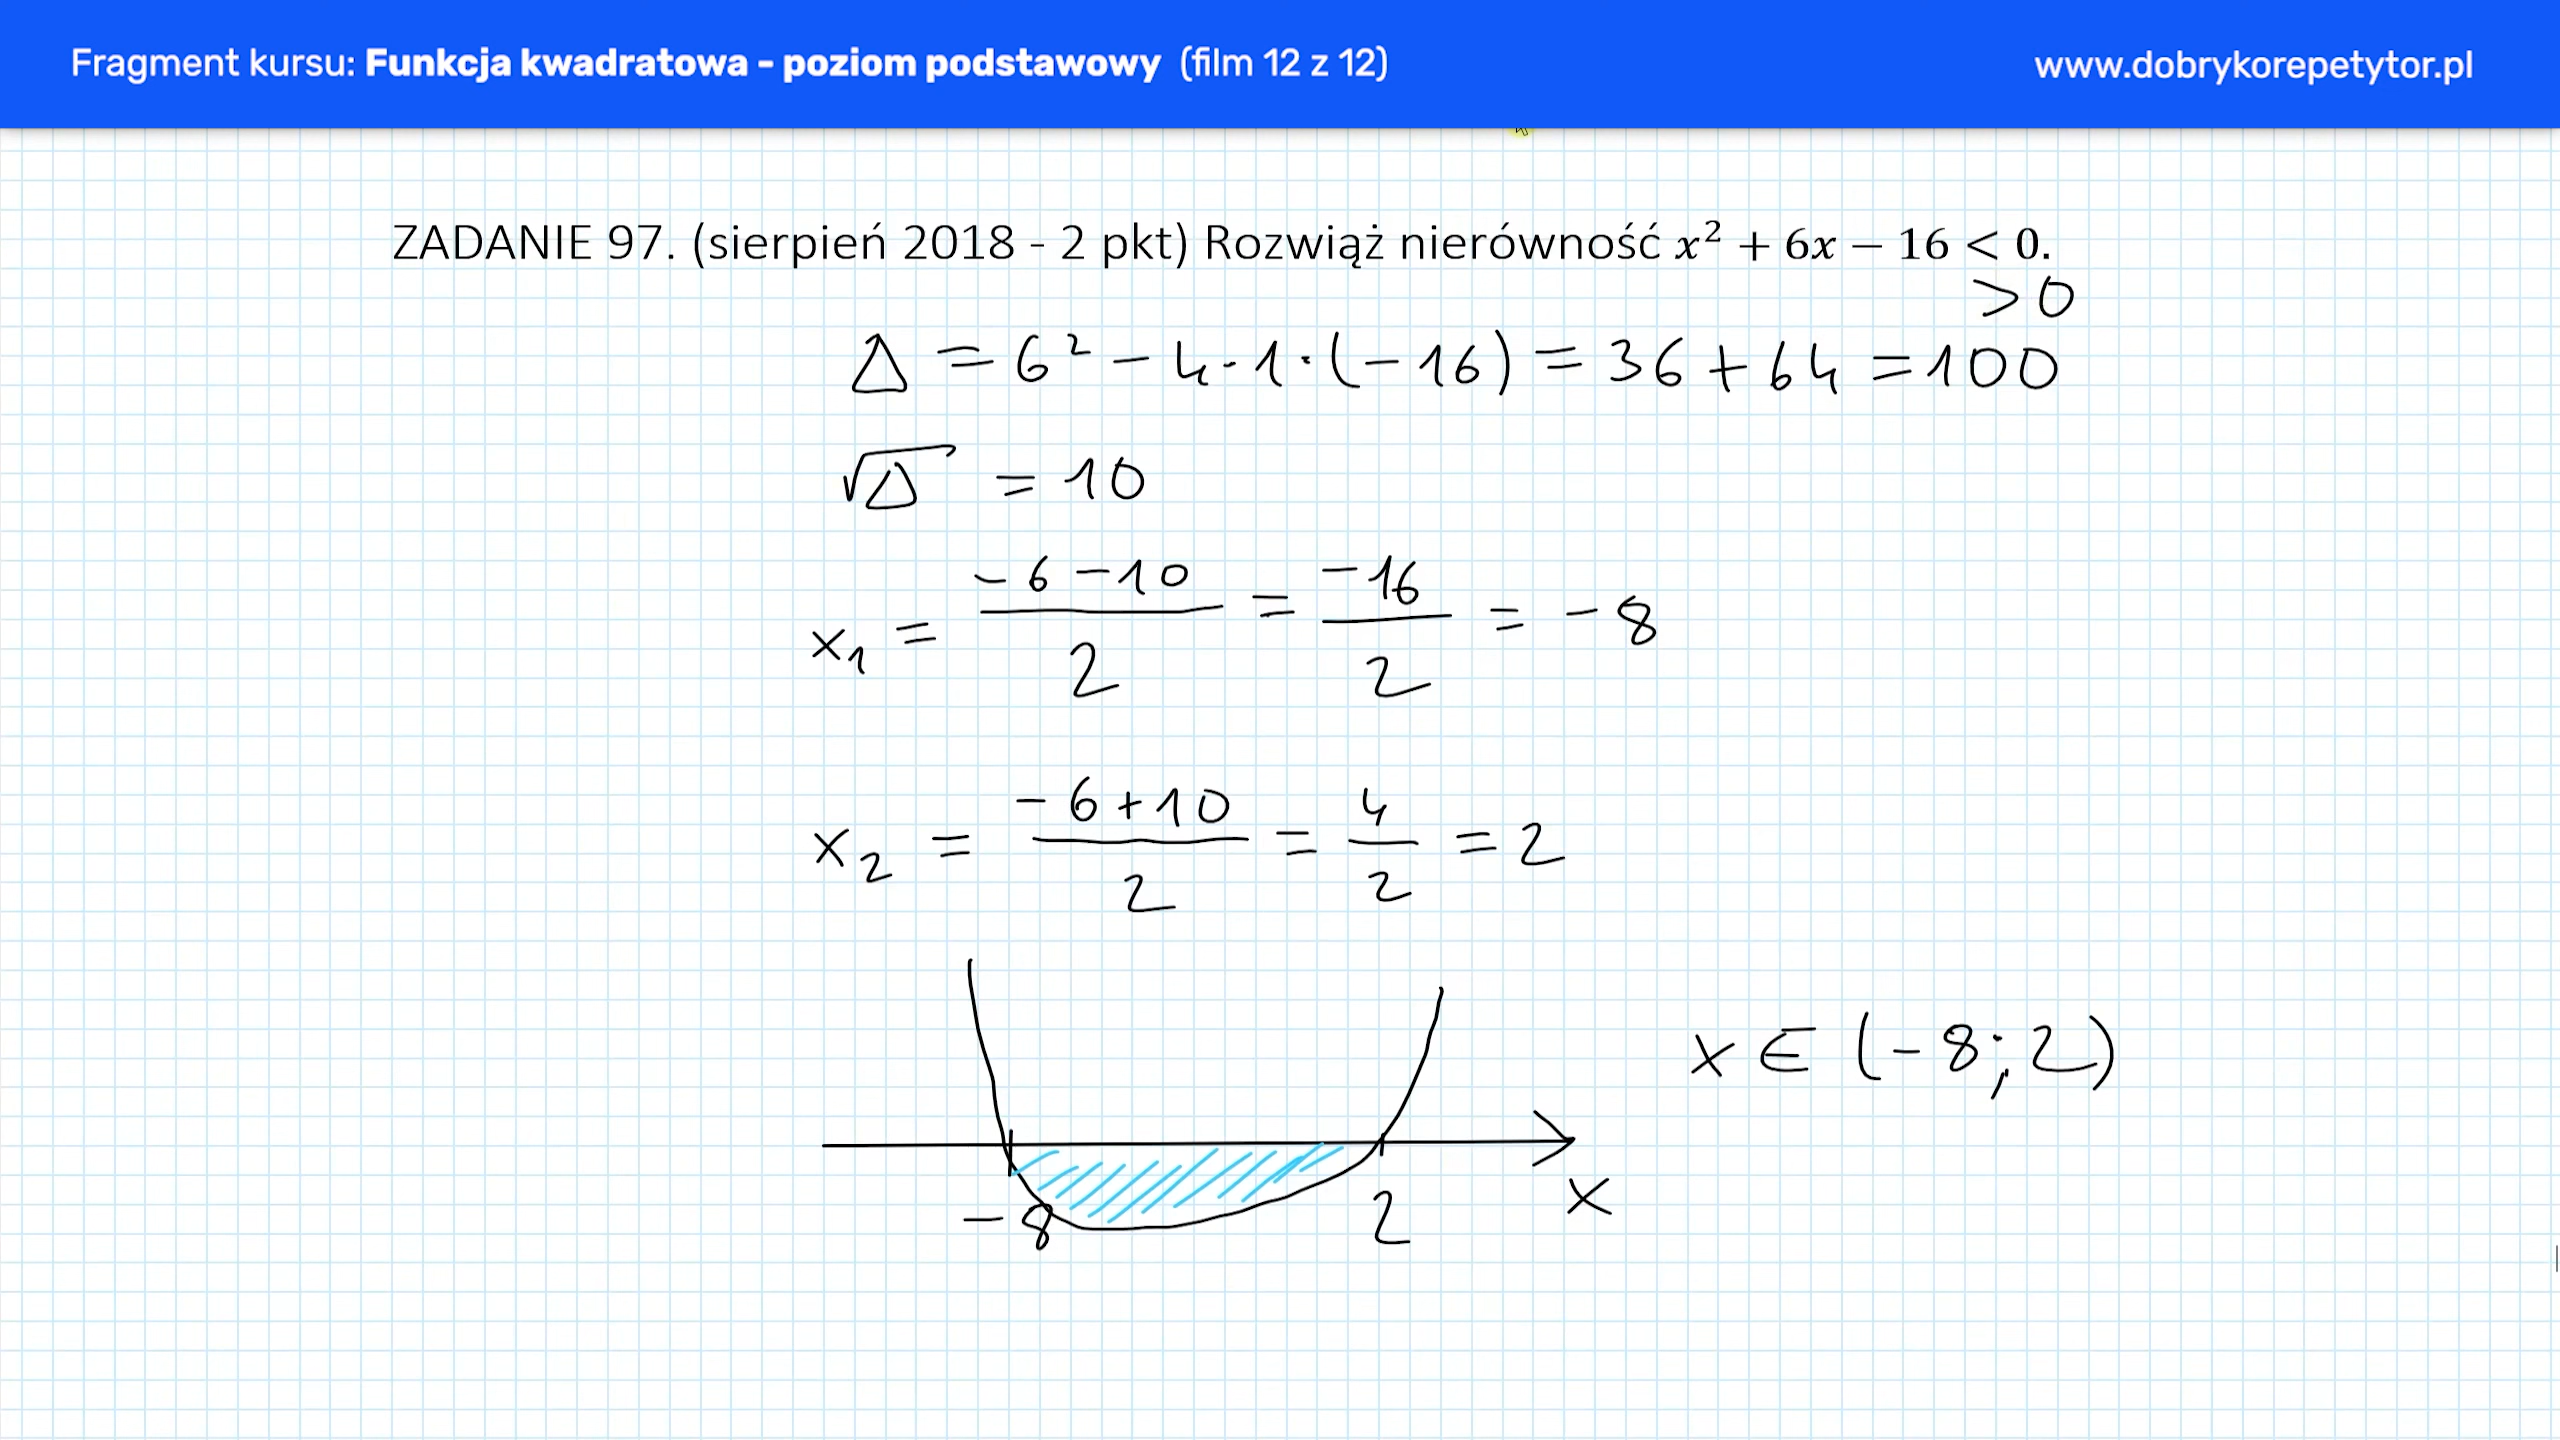 Fragment kursu: Funkcja kwadratowa - poziom podstawowy (film 12 z 12)
www.dobrykorepetytor.pl
ZADANIE 97. (sierpień 2018 - 2 pkt) Rozwiąż nierówność x² + 6x − 16 < 0.
> 0
Δ = 6² − 4 · 1 · (− 16) = 36 + 64 = 100
√Δ = 10
x₁ = (− 6 − 10)/2 = − 16/2 = − 8
x₂ = (− 6 + 10)/2 = 4/2 = 2
x ∈ (− 8; 2)
− 8
2
x